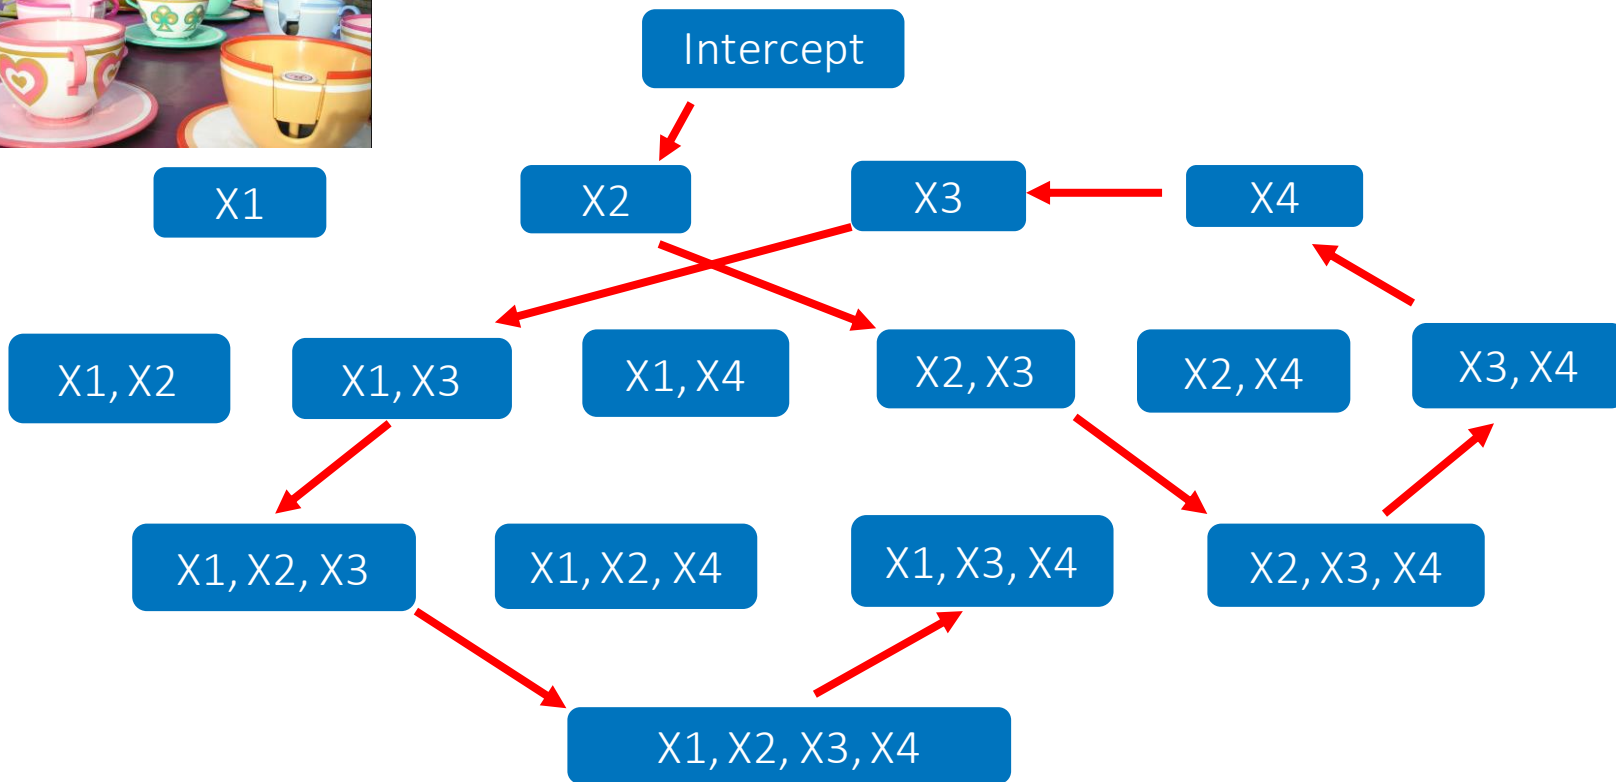 Intercept
X1
X2
X3
X4
X1, X2
X1, X3
X1, X4
X2, X3
X2, X4
X3, X4
X1, X2, X3
X1, X2, X4
X1, X3, X4
X2, X3, X4
X1, X2, X3, X4